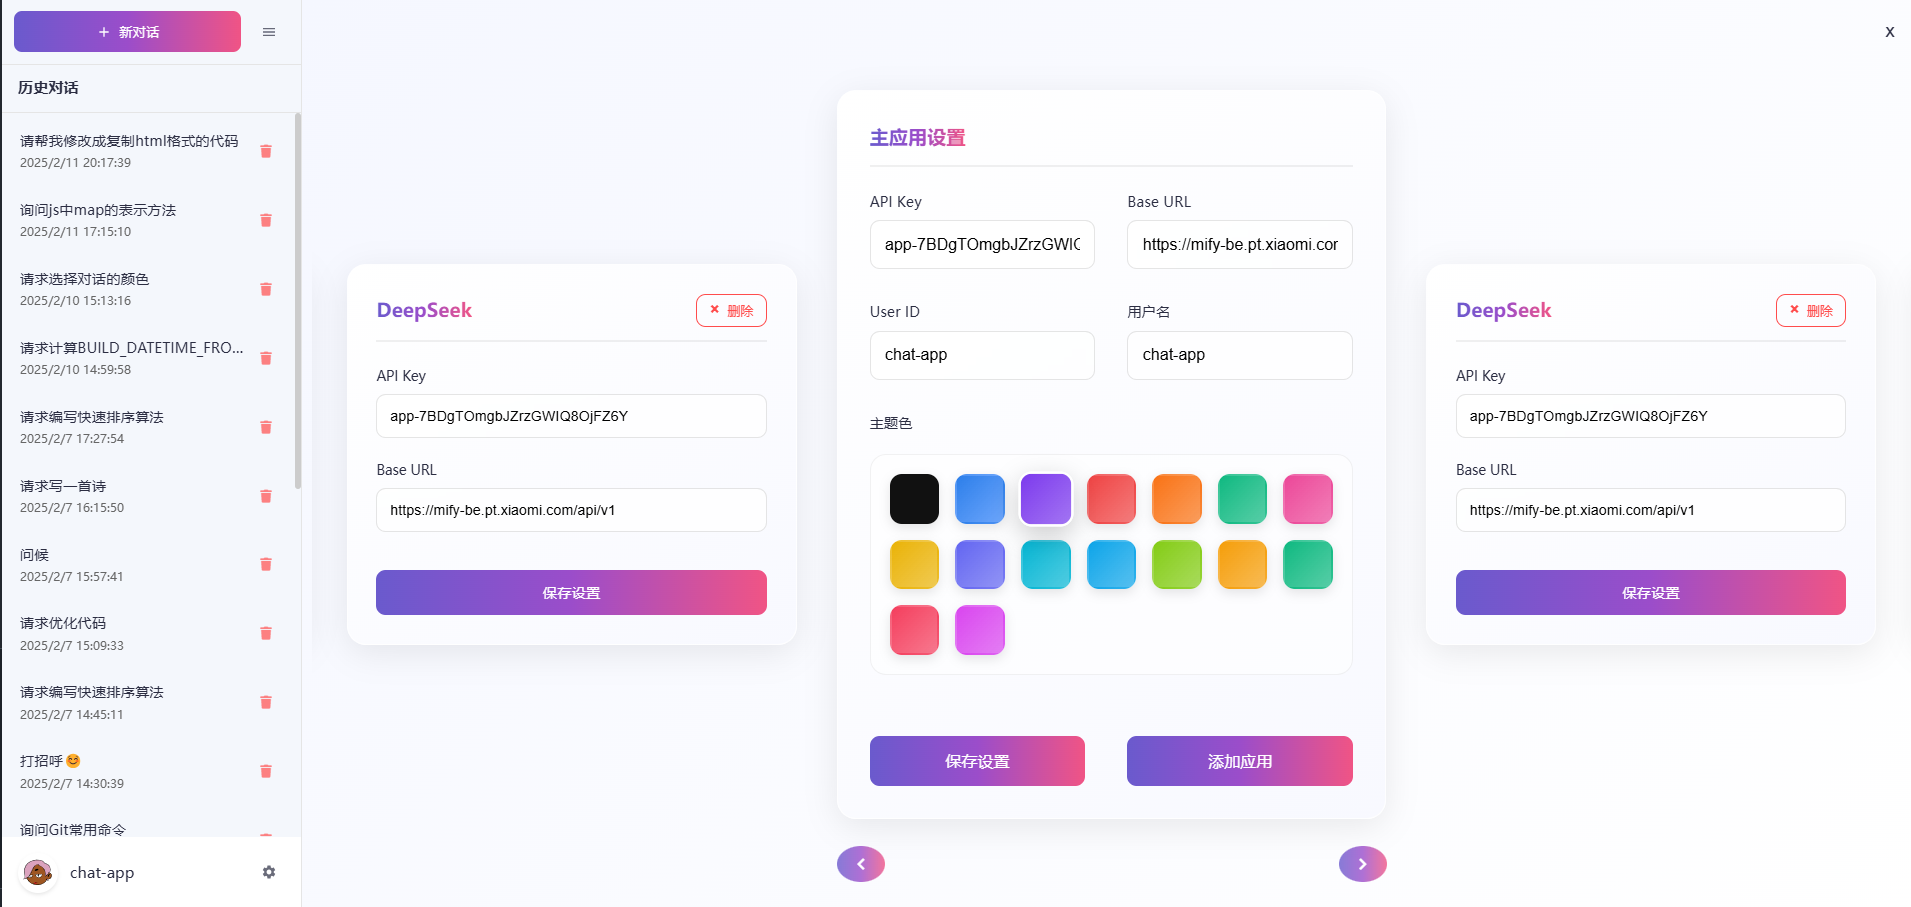 新对话
历史对话
请帮我修改成复制html格式的代码
2025/2/11 20:17:39
询问js中map的表示方法
2025/2/11 17:15:10
请求选择对话的颜色
2025/2/10 15:13:16
请求计算BUILD_DATETIME_FRO...
2025/2/10 14:59:58
请求编写快速排序算法
2025/2/7 17:27:54
请求写一首诗
2025/2/7 16:15:50
问候
2025/2/7 15:57:41
请求优化代码
2025/2/7 15:09:33
请求编写快速排序算法
2025/2/7 14:45:11
打招呼😊
2025/2/7 14:30:39
询问Git常用命令
chat-app
DeepSeek
删除
API Key
app-7BDgTOmgbJZrzGWIQ8OjFZ6Y
Base URL
https://mify-be.pt.xiaomi.com/api/v1
保存设置
主应用设置
API Key
app-7BDgTOmgbJZrzGWIQ
Base URL
https://mify-be.pt.xiaomi.com
User ID
chat-app
用户名
chat-app
主题色
保存设置
添加应用
DeepSeek
删除
API Key
app-7BDgTOmgbJZrzGWIQ8OjFZ6Y
Base URL
https://mify-be.pt.xiaomi.com/api/v1
保存设置
X